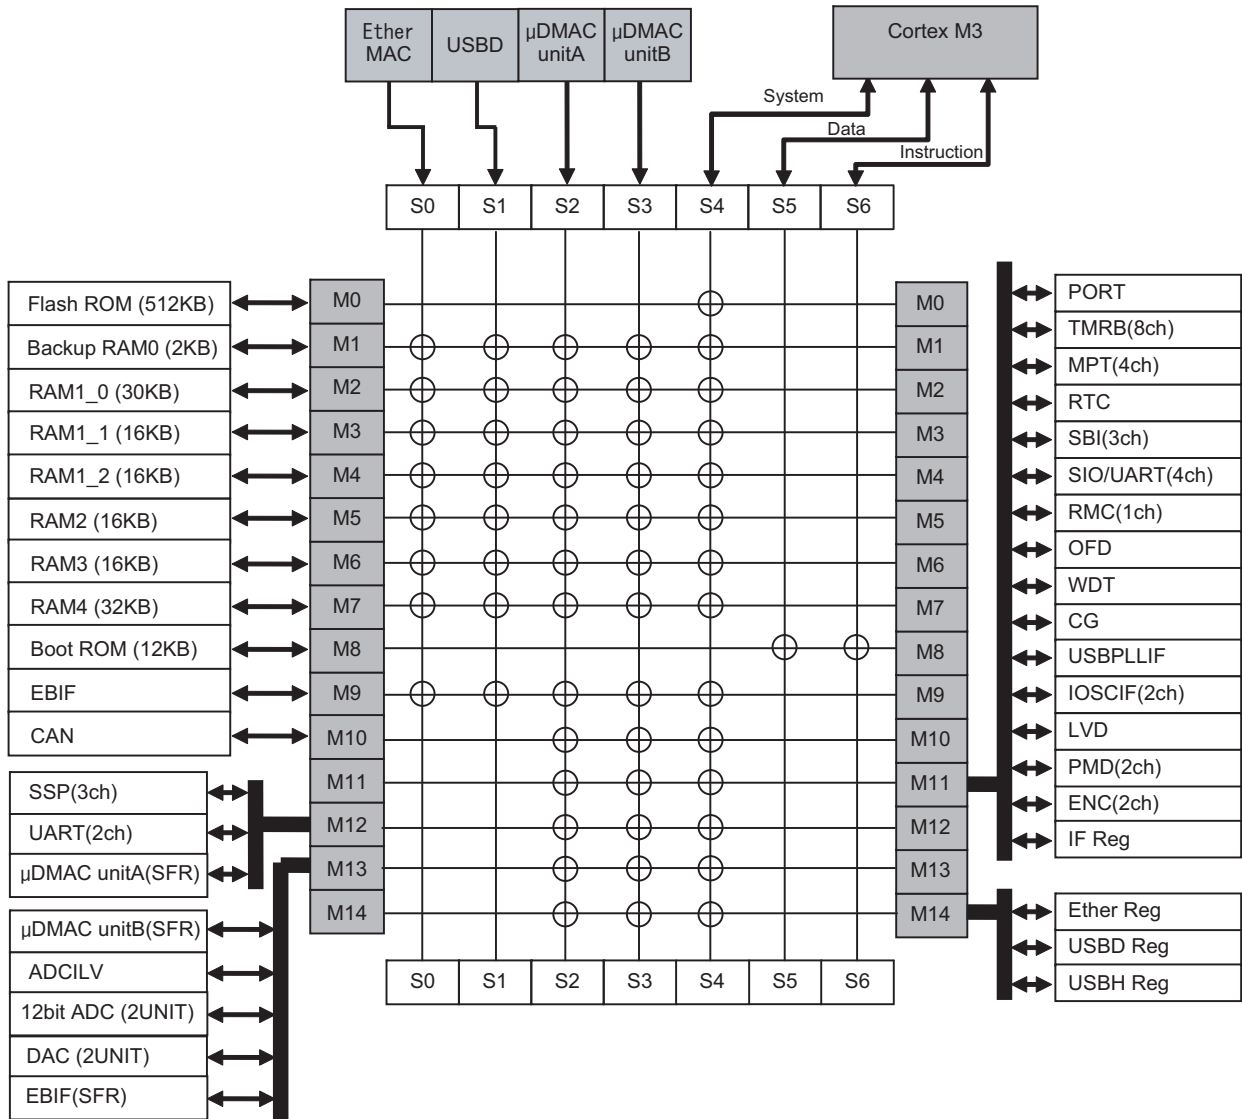 Ether
MAC
USBD
µDMAC
unitA
µDMAC
unitB
Cortex M3
System
Data
Instruction
S0
S1
S2
S3
S4
S5
S6
Flash ROM (512KB)
Backup RAM0 (2KB)
RAM1_0 (30KB)
RAM1_1 (16KB)
RAM1_2 (16KB)
RAM2 (16KB)
RAM3 (16KB)
RAM4 (32KB)
Boot ROM (12KB)
EBIF
CAN
SSP(3ch)
UART(2ch)
µDMAC unitA(SFR)
µDMAC unitB(SFR)
ADCILV
12bit ADC (2UNIT)
DAC (2UNIT)
EBIF(SFR)
M0
M1
M2
M3
M4
M5
M6
M7
M8
M9
M10
M11
M12
M13
M14
M0
M1
M2
M3
M4
M5
M6
M7
M8
M9
M10
M11
M12
M13
M14
PORT
TMRB(8ch)
MPT(4ch)
RTC
SBI(3ch)
SIO/UART(4ch)
RMC(1ch)
OFD
WDT
CG
USBPLLIF
IOSCIF(2ch)
LVD
PMD(2ch)
ENC(2ch)
IF Reg
Ether Reg
USBD Reg
USBH Reg
S0
S1
S2
S3
S4
S5
S6